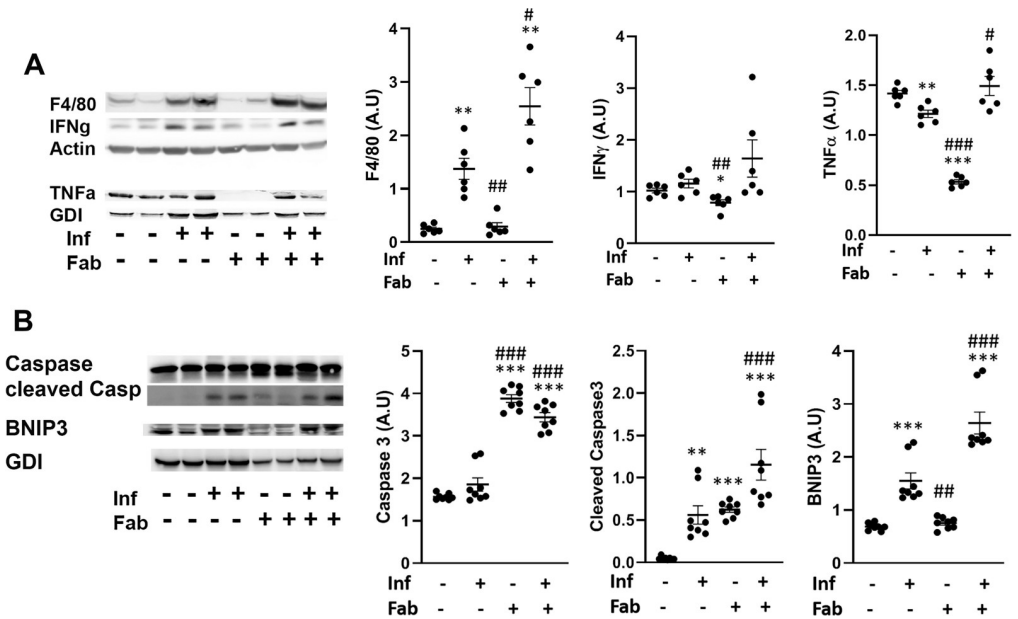 A
F4/80
IFNg
Actin
TNFa
GDI
Inf - - + + - - + +
Fab - - - - + + + +
F4/80 (A.U)
4
3
2
1
0
**
##
#
**
Inf - + - +
Fab - - + +
IFNγ (A.U)
4
3
2
1
0
##
*
Inf - + - +
Fab - - + +
TNFα (A.U)
2.0
1.5
1.0
0.5
0.0
**
###
***
#
Inf - + - +
Fab - - + +
B
Caspase
cleaved Casp
BNIP3
GDI
Inf - - + + - - + +
Fab - - - - + + + +
Caspase 3 (A.U)
5
4
3
2
1
0
###
***
###
***
Inf - + - +
Fab - - + +
Cleaved Caspase3
2.5
2.0
1.5
1.0
0.5
0.0
**
***
###
***
Inf - + - +
Fab - - + +
BNIP3 (A.U)
4
3
2
1
0
***
##
###
***
Inf - + - +
Fab - - + +